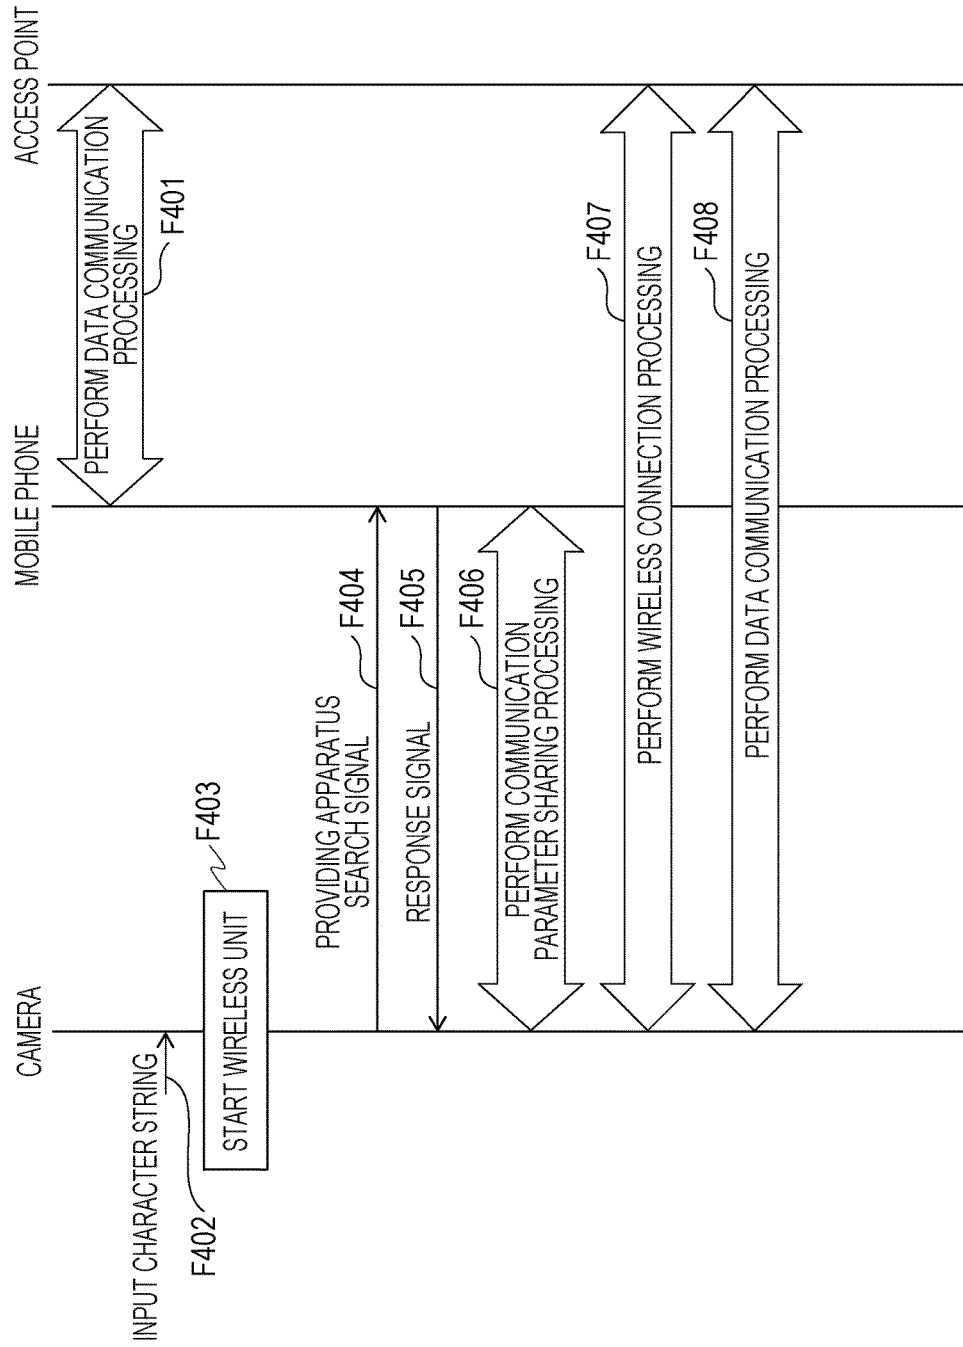 CAMERA
MOBILE PHONE
ACCESS POINT
PERFORM DATA COMMUNICATION
PROCESSING
F401
INPUT CHARACTER STRING
F402
START WIRELESS UNIT
F403
PROVIDING APPARATUS
SEARCH SIGNAL
F404
RESPONSE SIGNAL
F405
PERFORM COMMUNICATION
PARAMETER SHARING PROCESSING
F406
PERFORM WIRELESS CONNECTION PROCESSING
F407
PERFORM DATA COMMUNICATION PROCESSING
F408